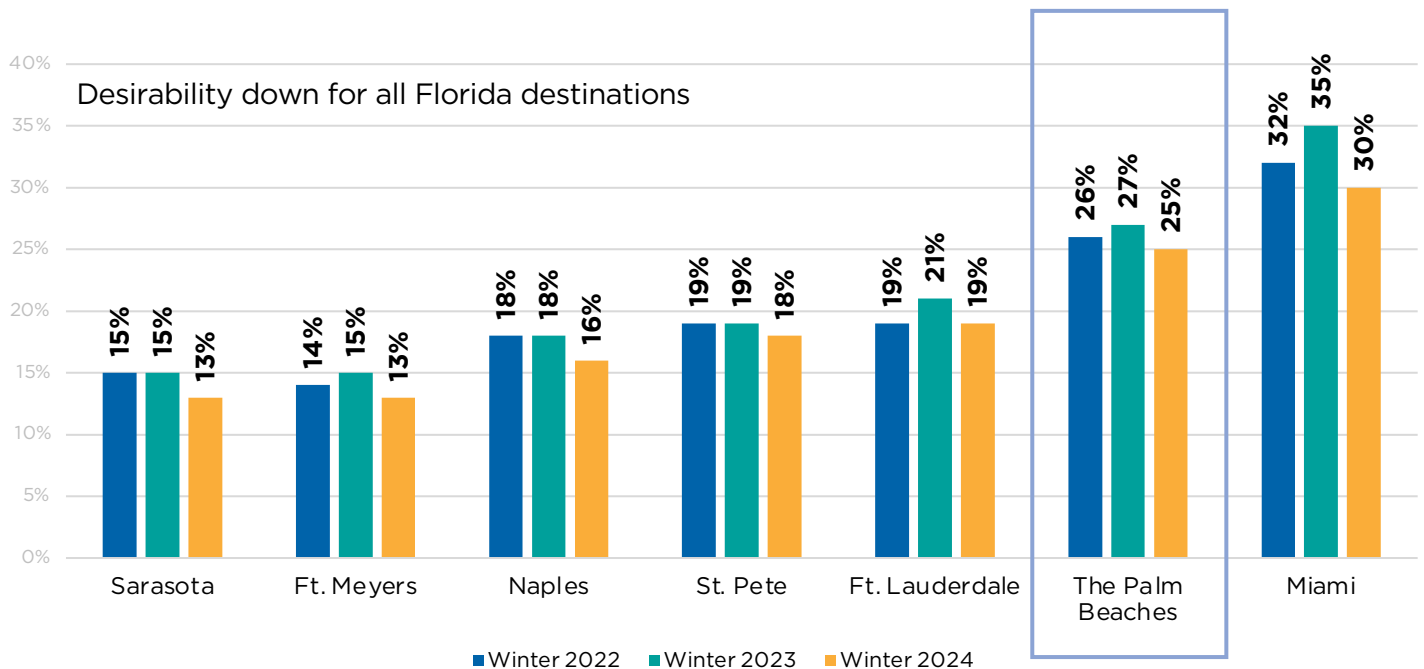 Desirability down for all Florida destinations
40%
35%
30%
25%
20%
15%
10%
5%
0%
15% 15% 13%
14% 15% 13%
18% 18% 16%
19% 19% 18%
19% 21% 19%
26% 27% 25%
32% 35% 30%
Sarasota
Ft. Meyers
Naples
St. Pete
Ft. Lauderdale
The Palm
Beaches
Miami
Winter 2022 Winter 2023 Winter 2024